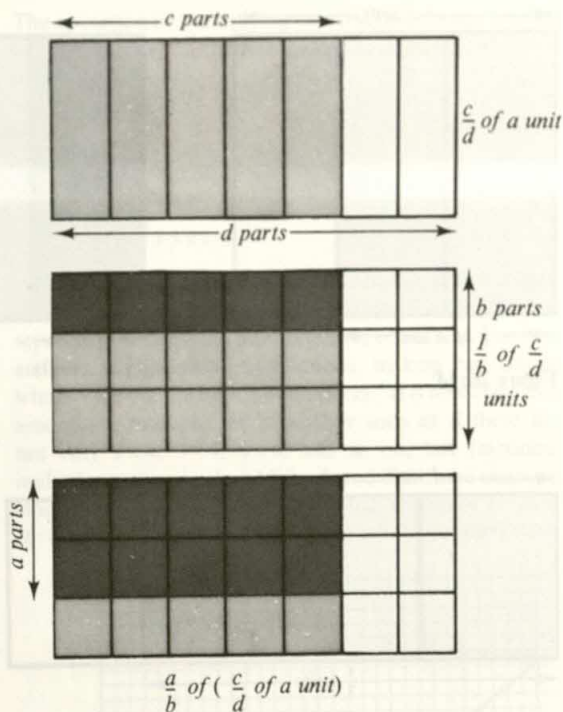 c parts
c/d of a unit
d parts
b parts
1/b of c/d
units
a parts
a/b of ( c/d of a unit)